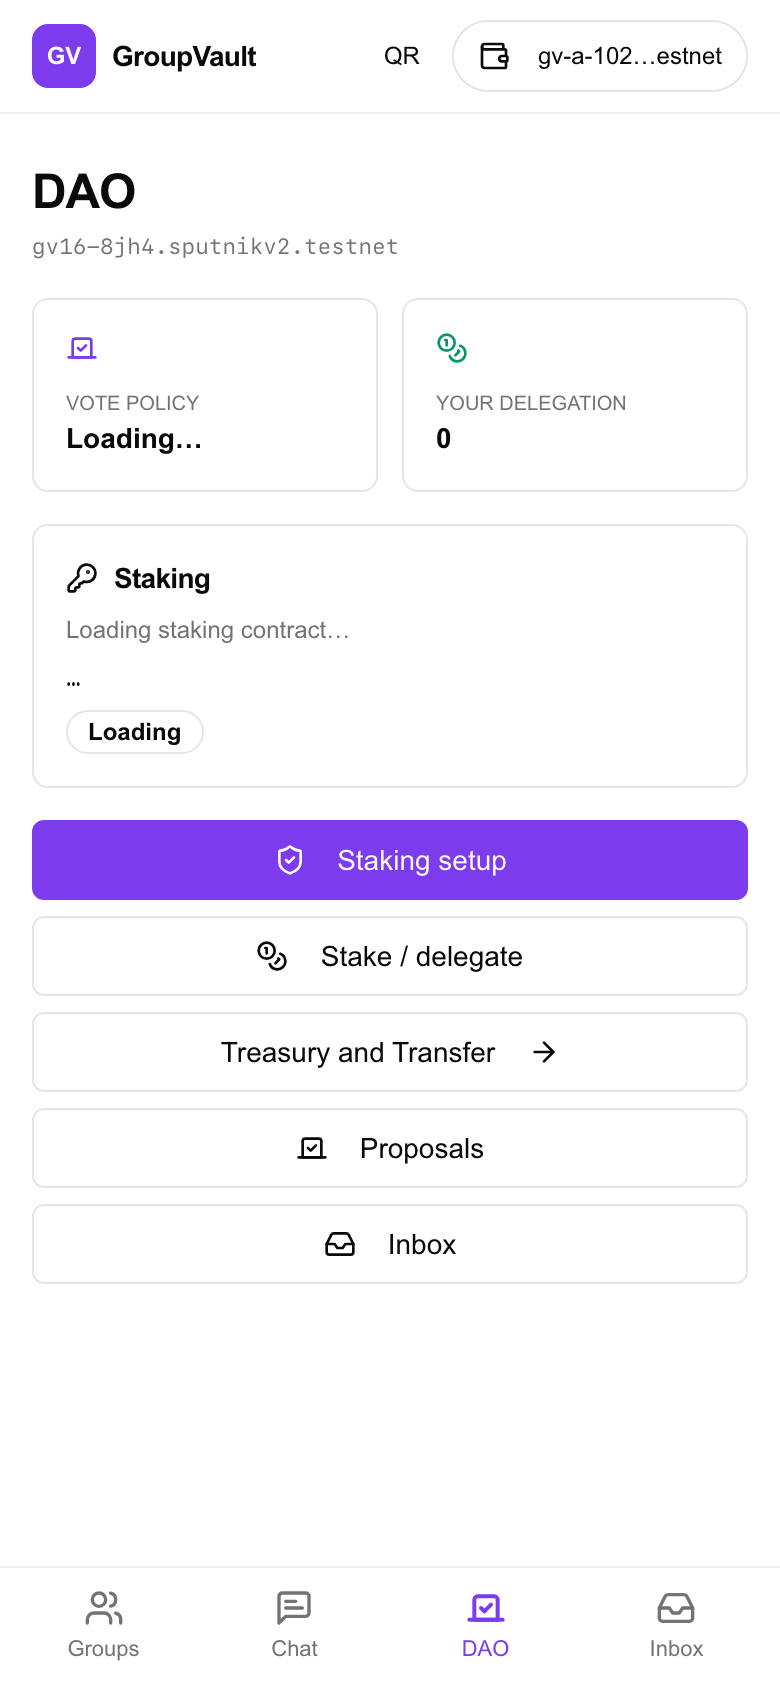 GV
GroupVault
QR
gv-a-102…estnet
DAO
gv16-8jh4.sputnikv2.testnet
VOTE POLICY
Loading…
YOUR DELEGATION
0
Staking
Loading staking contract…
…
Loading
Staking setup
Stake / delegate
Treasury and Transfer
Proposals
Inbox
Groups
Chat
DAO
Inbox